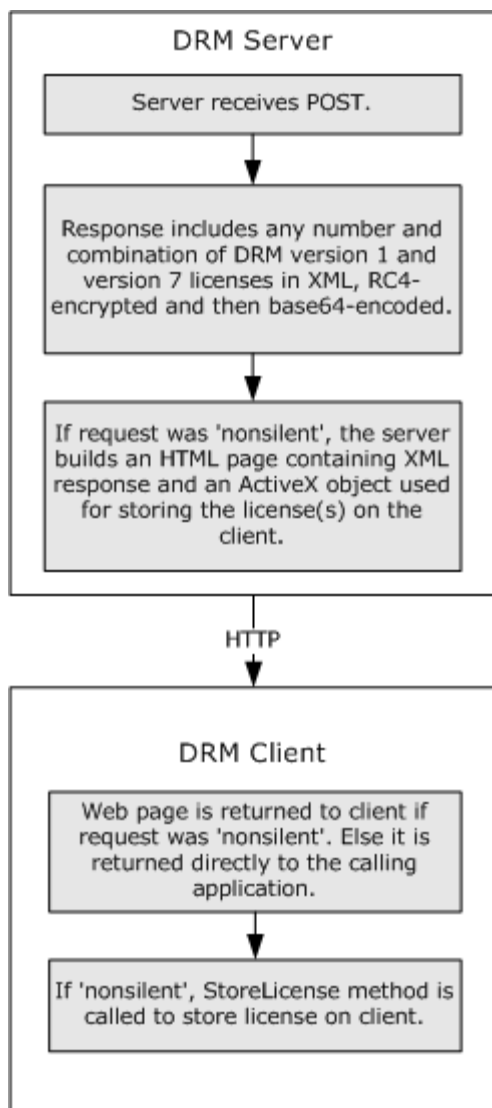 DRM Server
Server receives POST.
Response includes any number and
combination of DRM version 1 and
version 7 licenses in XML, RC4-
encrypted and then base64-encoded.
If request was 'nonsilent', the server
builds an HTML page containing XML
response and an ActiveX object used
for storing the license(s) on the
client.
HTTP
DRM Client
Web page is returned to client if
request was 'nonsilent'. Else it is
returned directly to the calling
application.
If 'nonsilent', StoreLicense method is
called to store license on client.